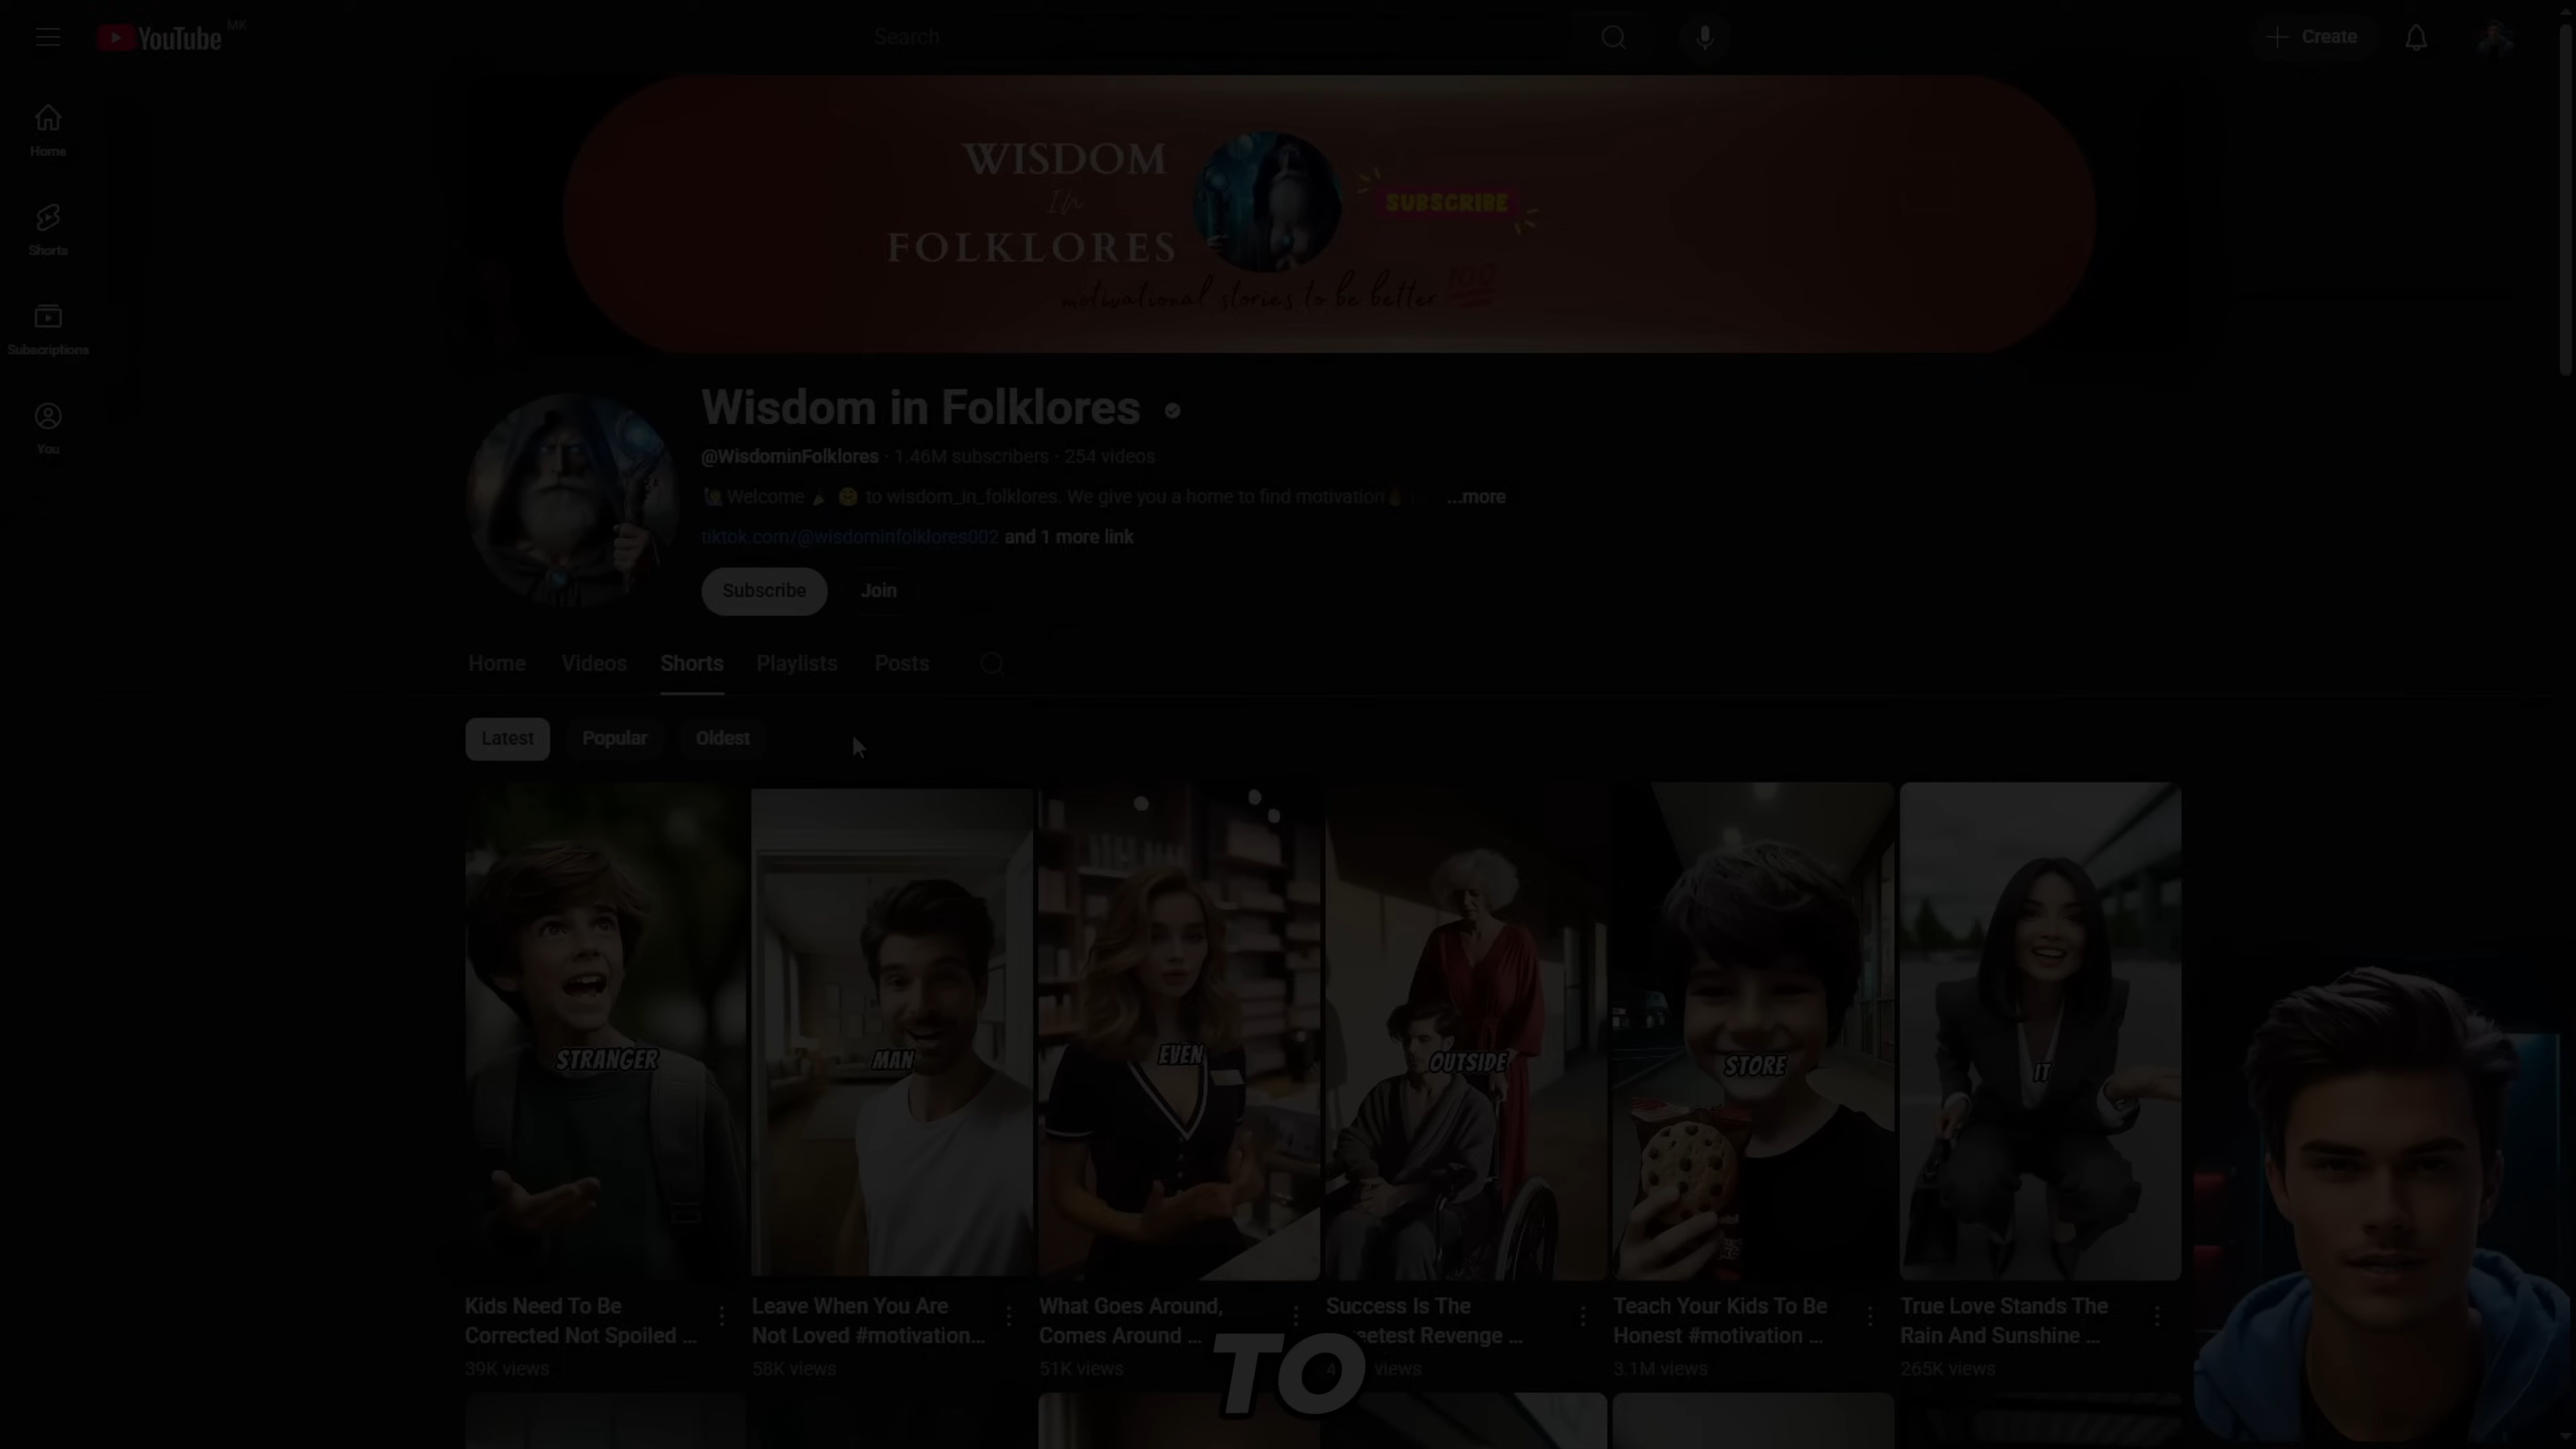 YouTube MK
Search
Create
Home
Shorts
Subscriptions
You
WISDOM
In
FOLKLORES
SUBSCRIBE
motivational stories to be better 100
Wisdom in Folklores
@WisdominFolklores · 1.46M subscribers · 254 videos
Welcome to wisdom_in_folklores. We give you a home to find motivation ...more
tiktok.com/@wisdominfolklores002 and 1 more link
Subscribe Join
Home Videos Shorts Playlists Posts
Latest Popular Oldest
STRANGER
MAN
EVEN
OUTSIDE
STORE
IT
Kids Need To Be
Corrected Not Spoiled ...
39K views
Leave When You Are
Not Loved #motivation...
58K views
What Goes Around,
Comes Around ...
51K views
Success Is The
Revenge ...
views
Teach Your Kids To Be
Honest #motivation ...
3.1M views
True Love Stands The
Rain And Sunshine ...
265K views
TO